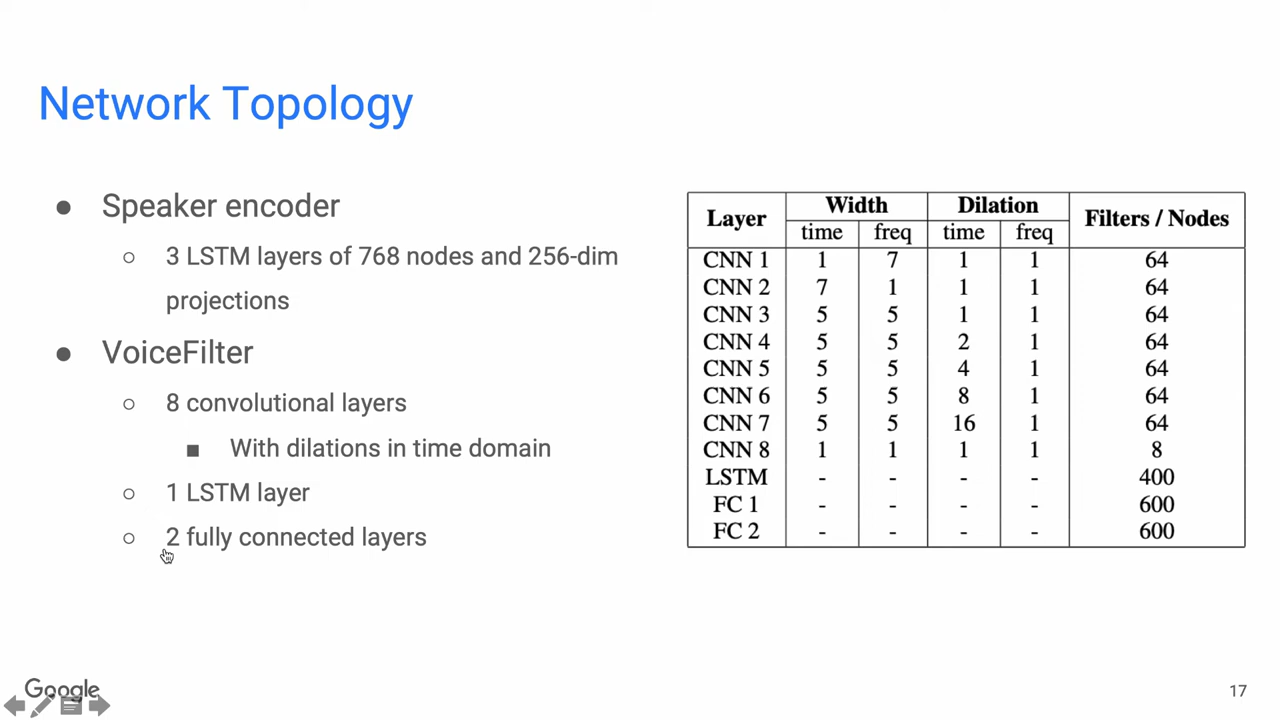 Network Topology
● Speaker encoder
○ 3 LSTM layers of 768 nodes and 256-dim
projections
● VoiceFilter
○ 8 convolutional layers
■ With dilations in time domain
○ 1 LSTM layer
○ 2 fully connected layers
Layer Width Dilation Filters / Nodes
time freq time freq
CNN 1 1 7 1 1 64
CNN 2 7 1 1 1 64
CNN 3 5 5 1 1 64
CNN 4 5 5 2 1 64
CNN 5 5 5 4 1 64
CNN 6 5 5 8 1 64
CNN 7 5 5 16 1 64
CNN 8 1 1 1 1 8
LSTM - - - - 400
FC 1 - - - - 600
FC 2 - - - - 600
Google
17